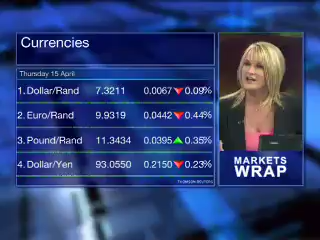 Currencies
Thursday 15 April
1. Dollar/Rand 7.3211 0.0067 0.09%
2. Euro/Rand 9.9319 0.0442 0.44%
3. Pound/Rand 11.3434 0.0395 0.35%
4. Dollar/Yen 93.0550 0.2150 0.23%
THOMSON REUTERS
MARKETS
WRAP